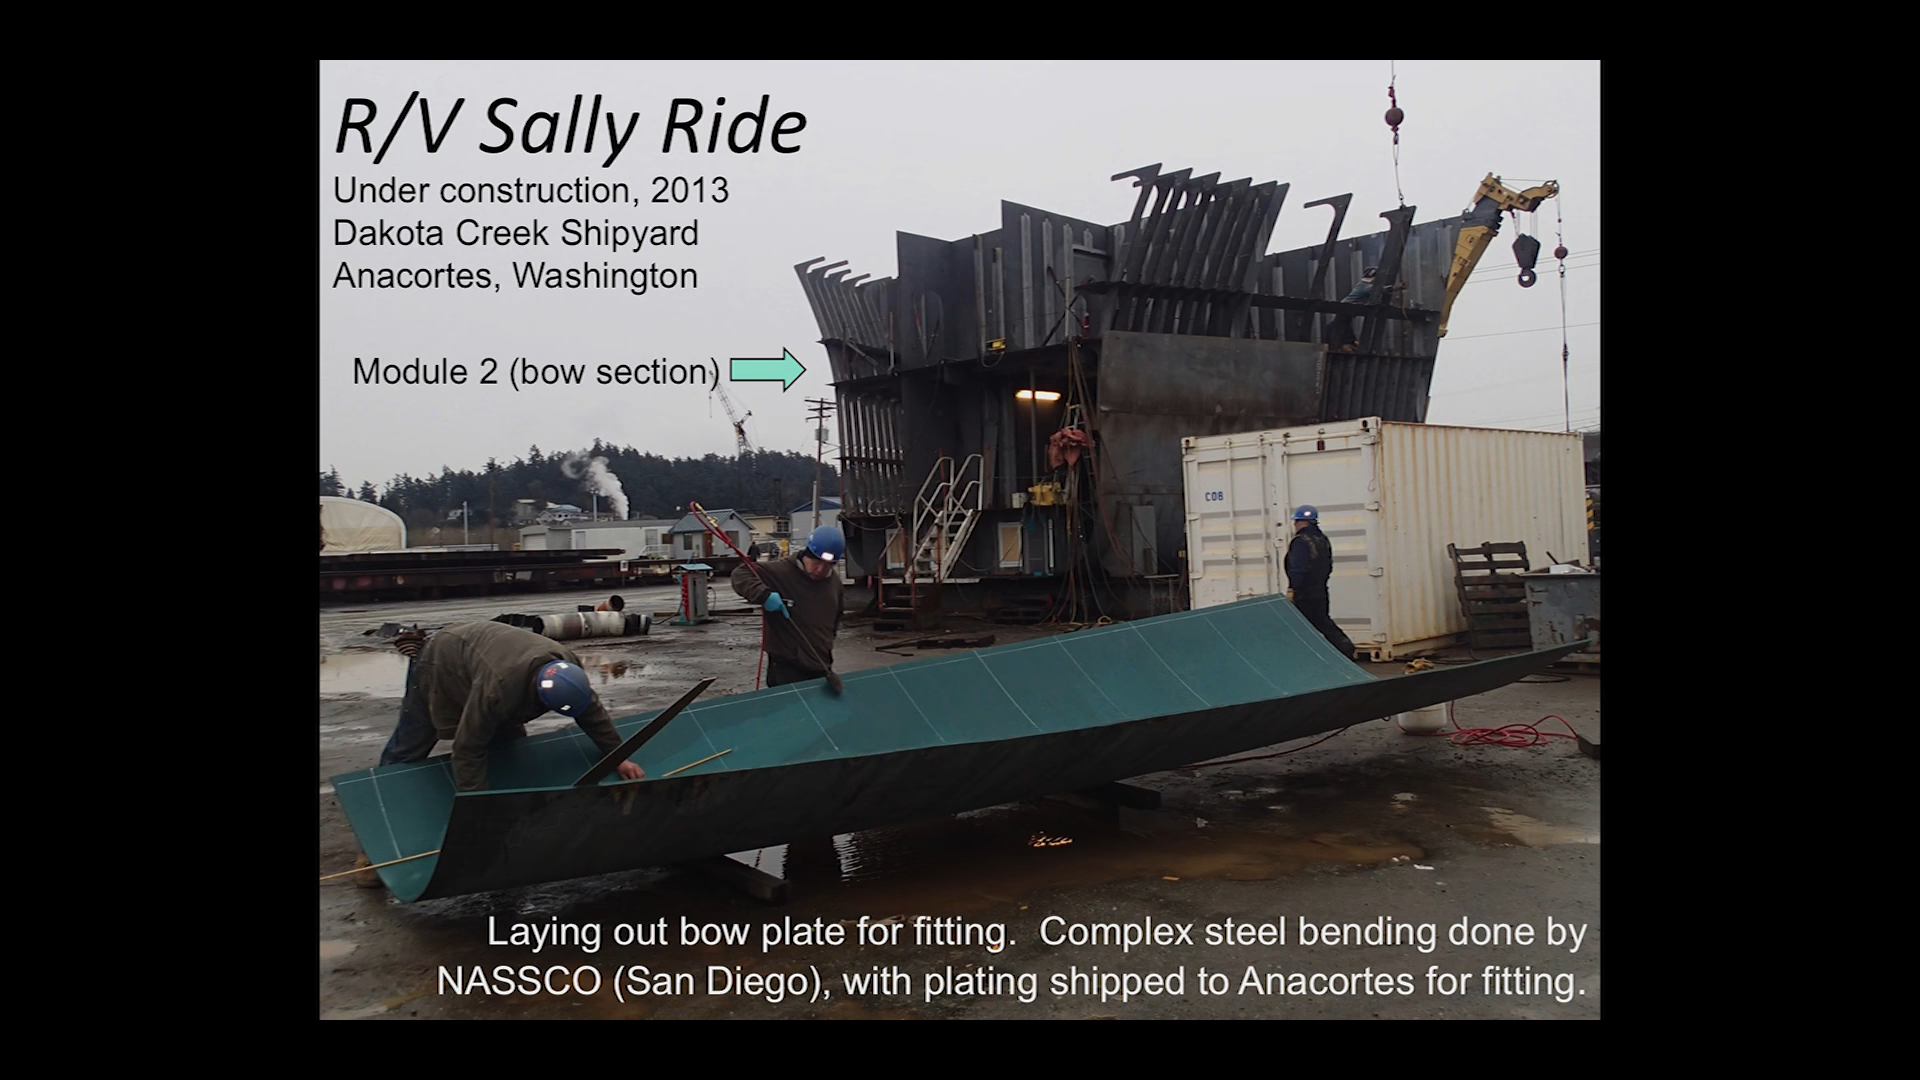 R/V Sally Ride
Under construction, 2013
Dakota Creek Shipyard
Anacortes, Washington
Module 2 (bow section)
C08
Laying out bow plate for fitting.  Complex steel bending done by
NASSCO (San Diego), with plating shipped to Anacortes for fitting.